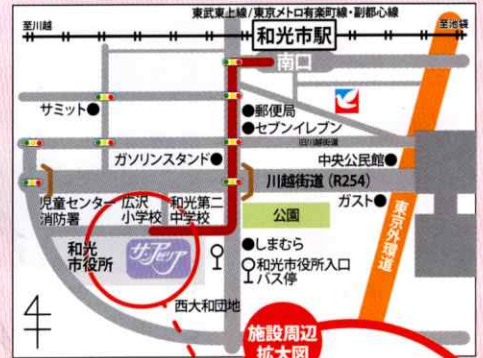 東武東上線/東京メトロ有楽町線・副都心線
至川越
至池袋
和光市駅
南口
サミット
郵便局
セブンイレブン
旧川越街道
ガソリンスタンド
中央公民館
川越街道(R254)
児童センター
消防署
広沢
小学校
和光第二
中学校
ガスト
公園
東京外環道
和光
市役所
サ・アピリア
しまむら
和光市役所入口
バス停
西大和団地
施設周辺
拡大図